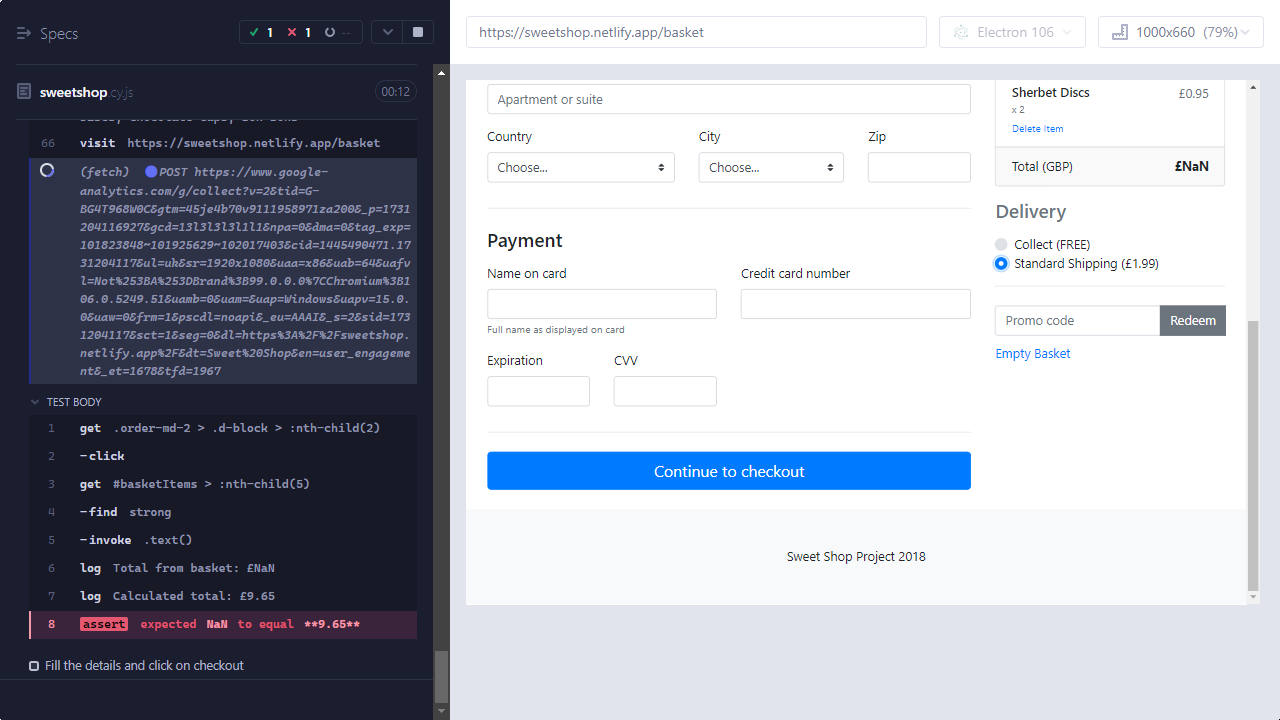 Specs
1
1
--
sweetshop.cy.js
00:12
66 visit https://sweetshop.netlify.app/basket
(fetch) POST https://www.google-
analytics.com/g/collect?v=2&tid=G-
BG4T968W0C&gtm=45je4b70v9111958971za200&_p=1731
204116927&gcd=13l3l3l3l1l1&npa=0&dma=0&tag_exp=
101823848~101925629~102017403&cid=1445490471.17
31204117&ul=uk&sr=1920x1080&uaa=x86&uab=64&uafv
l=Not%253BA%253DBrand%3B99.0.0.0%7CChromium%3B1
06.0.5249.51&uamb=0&uam=&uap=Windows&uapv=15.0.
0&uaw=0&frm=1&pscdl=noapi&_eu=AAAI&_s=2&sid=173
1204117&sct=1&seg=0&dl=https%3A%2F%2Fsweetshop.
netlify.app%2F&dt=Sweet%20Shop&en=user_engageme
nt&_et=1678&tfd=1967
TEST BODY
1 get .order-md-2 > .d-block > :nth-child(2)
2 -click
3 get #basketItems > :nth-child(5)
4 -find strong
5 -invoke .text()
6 log Total from basket: £NaN
7 log Calculated total: £9.65
8 assert expected NaN to equal **9.65**
Fill the details and click on checkout
https://sweetshop.netlify.app/basket
Electron 106
1000x660 (79%)
Apartment or suite
Country
City
Zip
Choose...
Choose...
Payment
Name on card
Credit card number
Full name as displayed on card
Expiration
CVV
Continue to checkout
Sherbet Discs
£0.95
x 2
Delete Item
Total (GBP)
£NaN
Delivery
Collect (FREE)
Standard Shipping (£1.99)
Promo code
Redeem
Empty Basket
Sweet Shop Project 2018